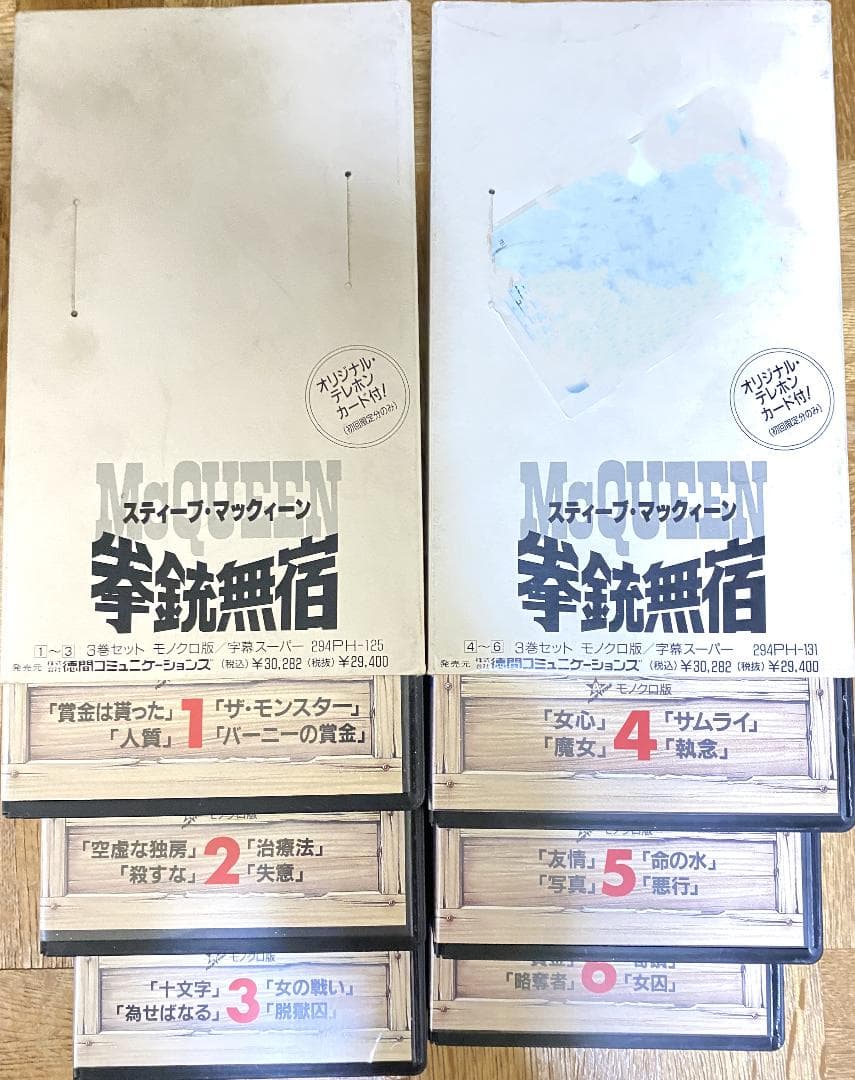 オリジナル・
テレホン
カード付!
(初回限定分のみ)
McQUEEN
スティーブ・マックィーン
拳銃無宿
1〜3 3巻セット モノクロ版/字幕スーパー 294PH-125
発売元 徳間コミュニケーションズ (税込)¥30,282 (税抜)¥29,400
「賞金は貰った」 1 「ザ・モンスター」
「人質」 「バーニーの賞金」
モノクロ版
「空虚な独房」 2 「治療法」
「殺すな」 「失意」
モノクロ版
「十文字」 3 「女の戦い」
「為せばなる」 「脱獄囚」
オリジナル・
テレホン
カード付!
(初回限定分のみ)
McQUEEN
スティーブ・マックィーン
拳銃無宿
4〜6 3巻セット モノクロ版/字幕スーパー 294PH-131
発売元 徳間コミュニケーションズ (税込)¥30,282 (税抜)¥29,400
モノクロ版
「女心」 4 「サムライ」
「魔女」 「執念」
モノクロ版
「友情」 5 「命の水」
「写真」 「悪行」
「略奪者」 6 「女囚」